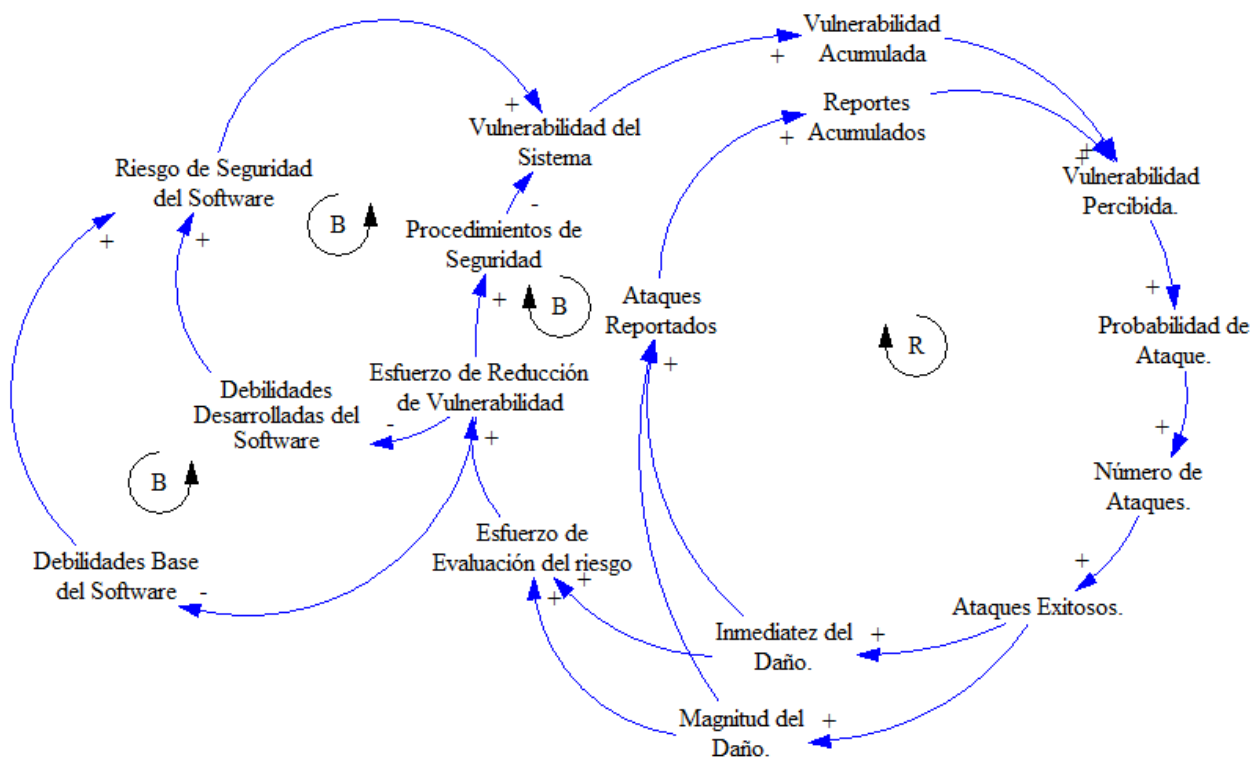 Vulnerabilidad
Acumulada
+
Reportes
Acumulados
+
+
Vulnerabilidad del
Sistema
+
+
Vulnerabilidad
Percibida.
Riesgo de Seguridad
del Software
+
+
B
-
Procedimientos de
Seguridad
+
B
Ataques
Reportados
+
R
+
Probabilidad de
Ataque.
Debilidades
Desarrolladas del
Software
-
Esfuerzo de Reducción
de Vulnerabilidad
+
+
Número de
Ataques.
B
Debilidades Base
del Software
-
Esfuerzo de
Evaluación del riesgo
+
+
+
Ataques Exitosos.
Inmediatez del
Daño.
+
Magnitud del
Daño.
+